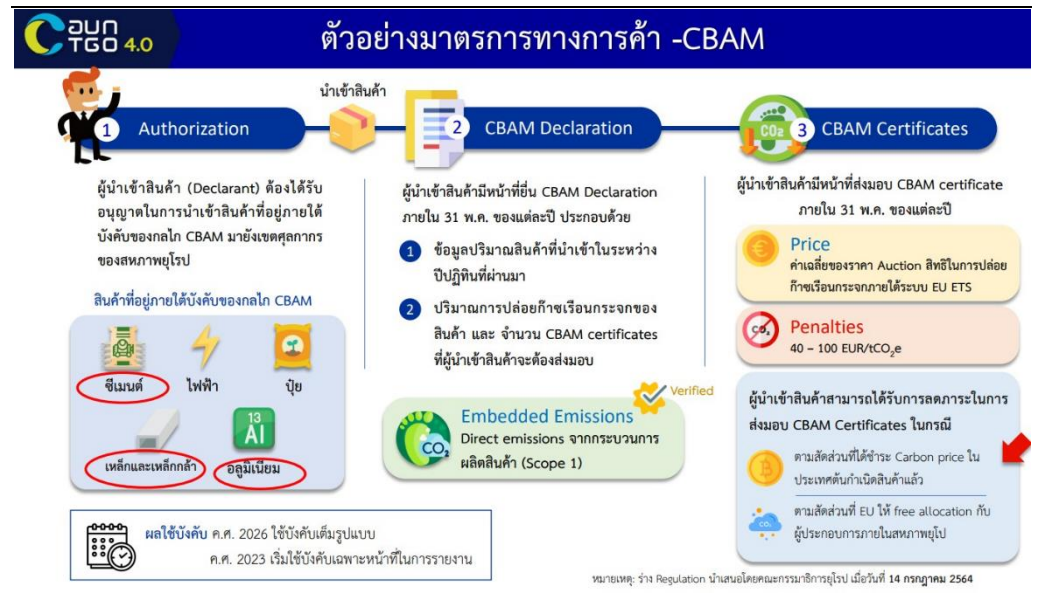 อบก
TGO 4.0
ตัวอย่างมาตรการทางการค้า -CBAM
1 Authorization
นำเข้าสินค้า
2 CBAM Declaration
CO₂ 3 CBAM Certificates
ผู้นำเข้าสินค้า (Declarant) ต้องได้รับ
อนุญาตในการนำเข้าสินค้าที่อยู่ภายใต้
บังคับของกลไก CBAM มายังเขตศุลกากร
ของสหภาพยุโรป
สินค้าที่อยู่ภายใต้บังคับของกลไก CBAM
ซีเมนต์
ไฟฟ้า
ปุ๋ย
เหล็กและเหล็กกล้า
13
Al
อลูมิเนียม
ผู้นำเข้าสินค้ามีหน้าที่ยื่น CBAM Declaration
ภายใน 31 พ.ค. ของแต่ละปี ประกอบด้วย
1 ข้อมูลปริมาณสินค้าที่นำเข้าในระหว่าง
ปีปฏิทินที่ผ่านมา
2 ปริมาณการปล่อยก๊าซเรือนกระจกของ
สินค้า และ จำนวน CBAM certificates
ที่ผู้นำเข้าสินค้าจะต้องส่งมอบ
Verified
CO₂
Embedded Emissions
Direct emissions จากกระบวนการ
ผลิตสินค้า (Scope 1)
ผู้นำเข้าสินค้ามีหน้าที่ส่งมอบ CBAM certificate
ภายใน 31 พ.ค. ของแต่ละปี
Price
ค่าเฉลี่ยของราคา Auction สิทธิในการปล่อย
ก๊าซเรือนกระจกภายใต้ระบบ EU ETS
CO₂
Penalties
40 – 100 EUR/tCO₂e
ผู้นำเข้าสินค้าสามารถได้รับการลดภาระในการ
ส่งมอบ CBAM Certificates ในกรณี
ตามสัดส่วนที่ได้ชำระ Carbon price ใน
ประเทศต้นกำเนิดสินค้าแล้ว
CO₂
ตามสัดส่วนที่ EU ให้ free allocation กับ
ผู้ประกอบการภายในสหภาพยุโป
ผลใช้บังคับ ค.ศ. 2026 ใช้บังคับเต็มรูปแบบ
ค.ศ. 2023 เริ่มใช้บังคับเฉพาะหน้าที่ในการรายงาน
หมายเหตุ: ร่าง Regulation นำเสนอโดยคณะกรรมาธิการยุโรป เมื่อวันที่ 14 กรกฎาคม 2564